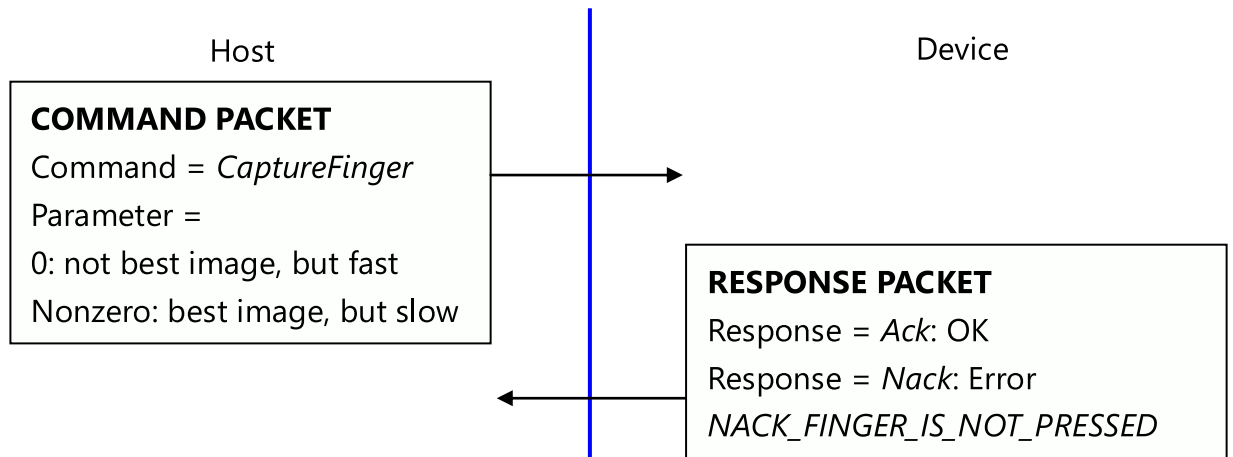 Host
Device
COMMAND PACKET
Command = CaptureFinger
Parameter =
0: not best image, but fast
Nonzero: best image, but slow
RESPONSE PACKET
Response = Ack: OK
Response = Nack: Error
NACK_FINGER_IS_NOT_PRESSED